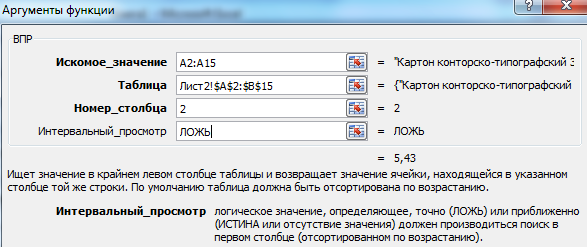 Аргументы функции
ВПР
Искомое_значение A2:A15 = "Картон конторско-типографский
Таблица Лист2!$A$2:$B$15 = {"Картон конторско-типографский
Номер_столбца 2 = 2
Интервальный_просмотр ЛОЖЬ = ЛОЖЬ
= 5,43
Ищет значение в крайнем левом столбце таблицы и возвращает значение ячейки, находящейся в указанном
столбце той же строки. По умолчанию таблица должна быть отсортирована по возрастанию.
Интервальный_просмотр логическое значение, определяющее, точно (ЛОЖЬ) или приближенно
(ИСТИНА или отсутствие значения) должен производиться поиск в
первом столбце (отсортированном по возрастанию).